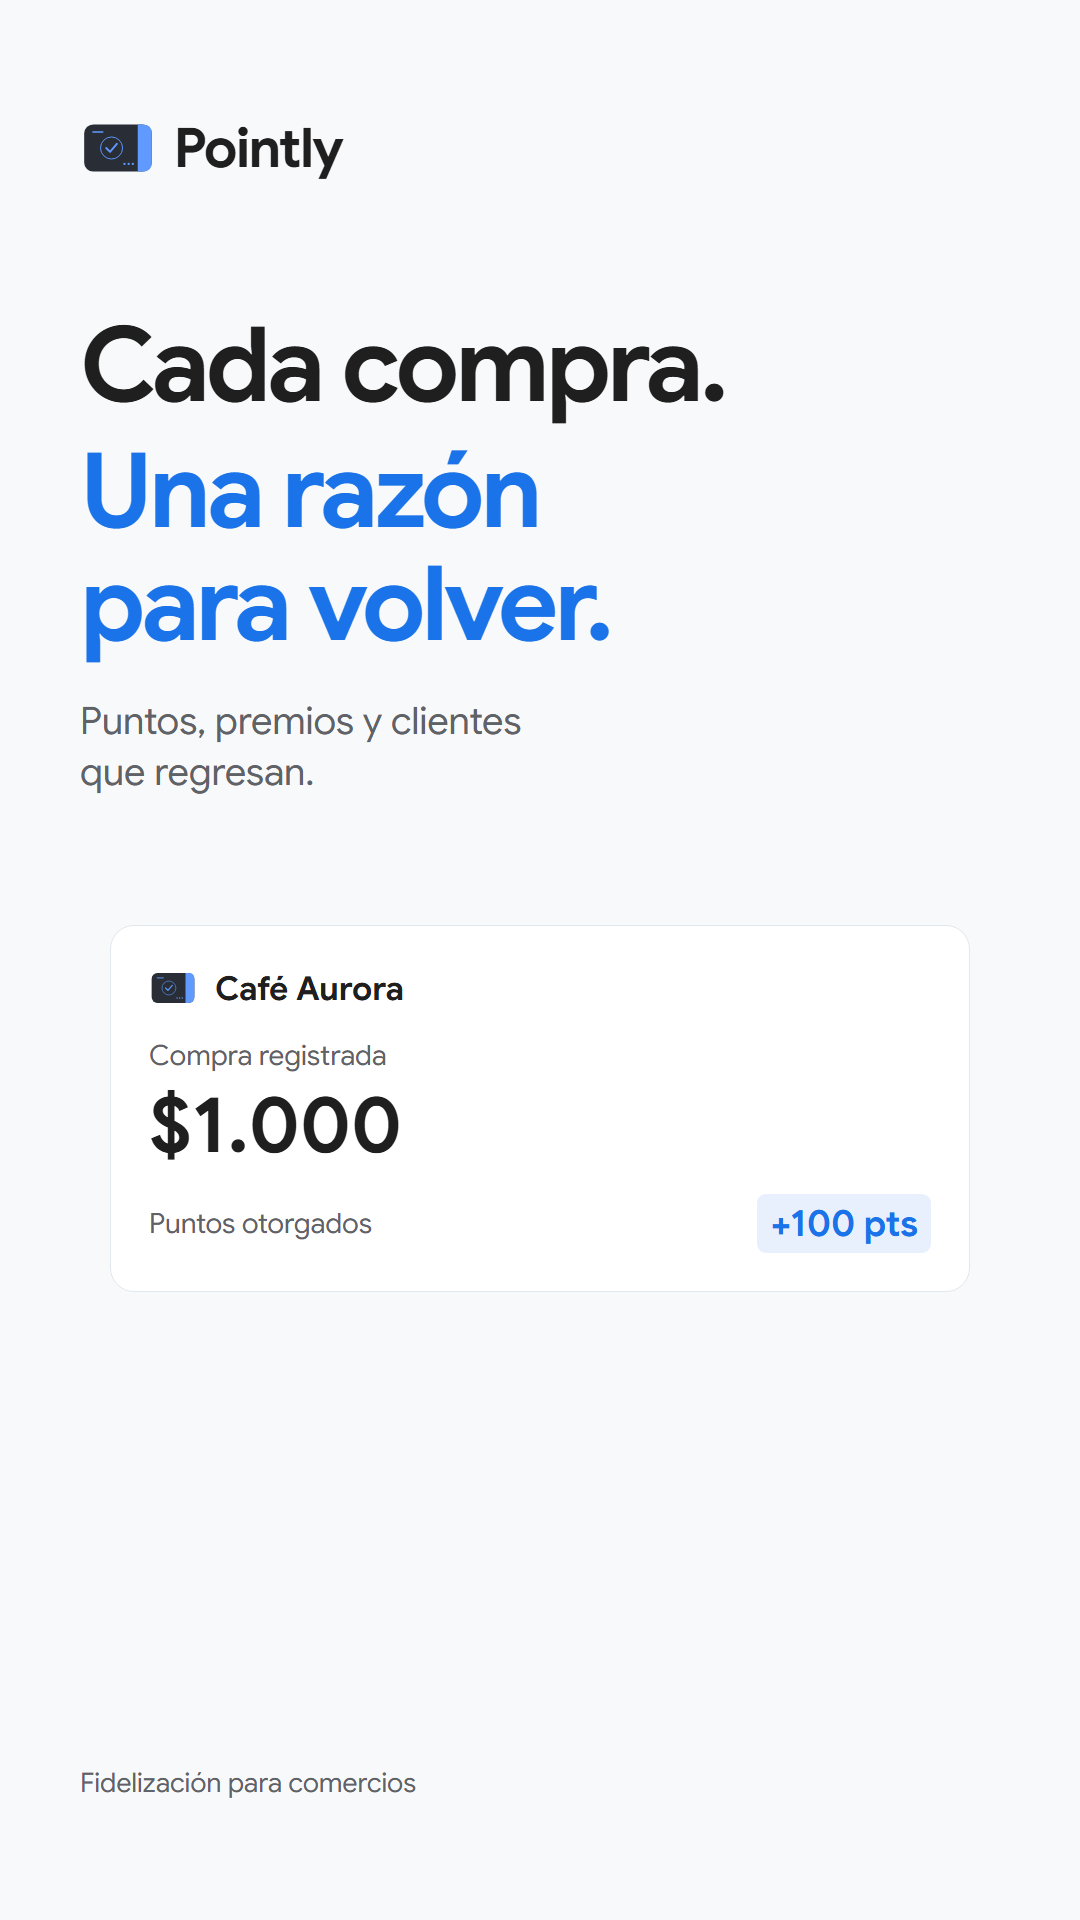 Pointly
Cada compra.
Una razón
para volver.
Puntos, premios y clientes
que regresan.
Café Aurora
Compra registrada
$1.000
Puntos otorgados
+100 pts
Fidelización para comercios